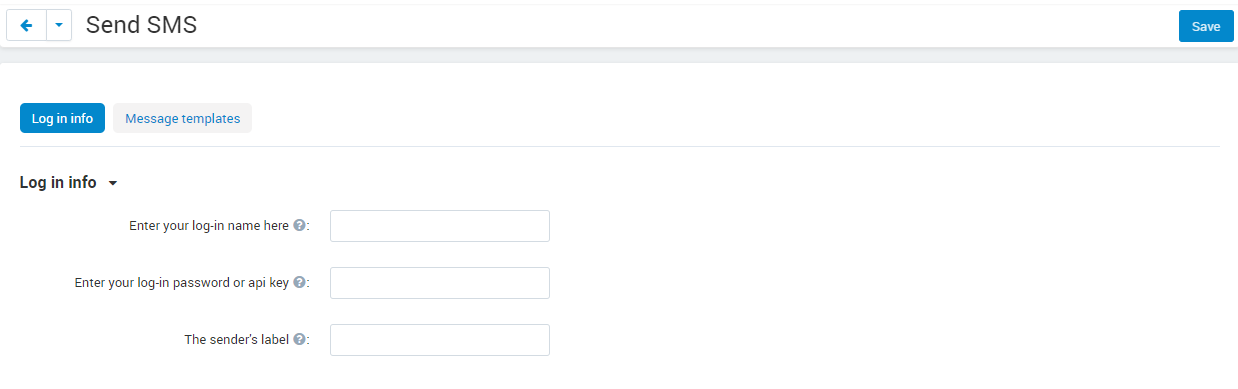 Send SMS
Save
Log in info
Message templates
Log in info
Enter your log-in name here ?:
Enter your log-in password or api key ?:
The sender's label ?: